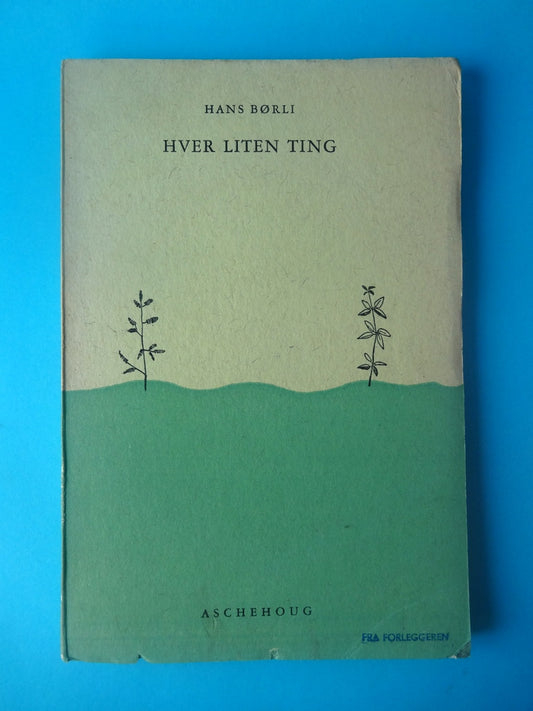 HANS BØRLI
HVER LITEN TING
ASCHEHOUG
FRA FORLEGGEREN